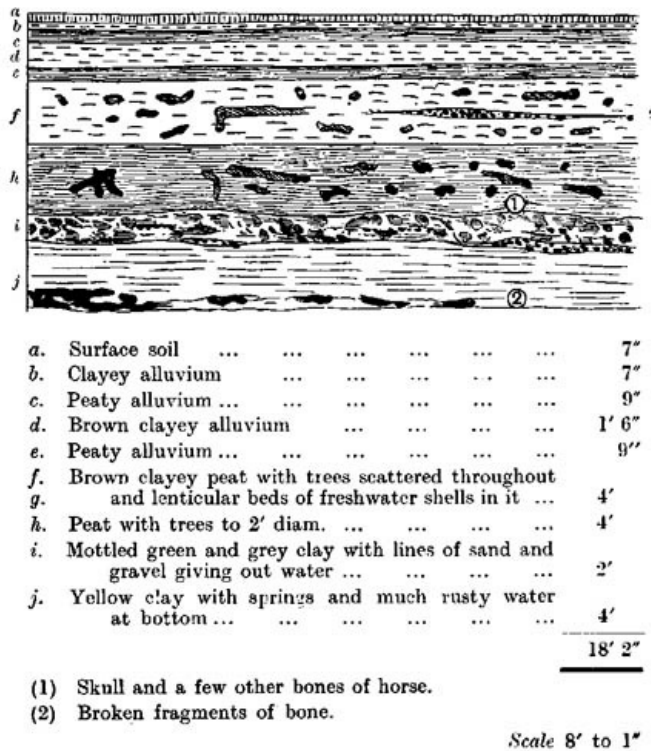 a
b
c
d
e
f
h
①
i
j
②
a. Surface soil ... ... ... ... ... 7"
b. Clayey alluvium ... ... ... ... 7"
c. Peaty alluvium ... ... ... ... ... 9"
d. Brown clayey alluvium ... ... ... ... 1' 6"
e. Peaty alluvium ... ... ... ... ... 9"
f. Brown clayey peat with trees scattered throughout
g. and lenticular beds of freshwater shells in it ... 4'
h. Peat with trees to 2' diam. ... ... ... ... 4'
i. Mottled green and grey clay with lines of sand and
gravel giving out water ... ... ... ... 2'
j. Yellow clay with springs and much rusty water
at bottom ... ... ... ... ... ... 4'
18' 2"
(1) Skull and a few other bones of horse.
(2) Broken fragments of bone.
Scale 8' to 1"